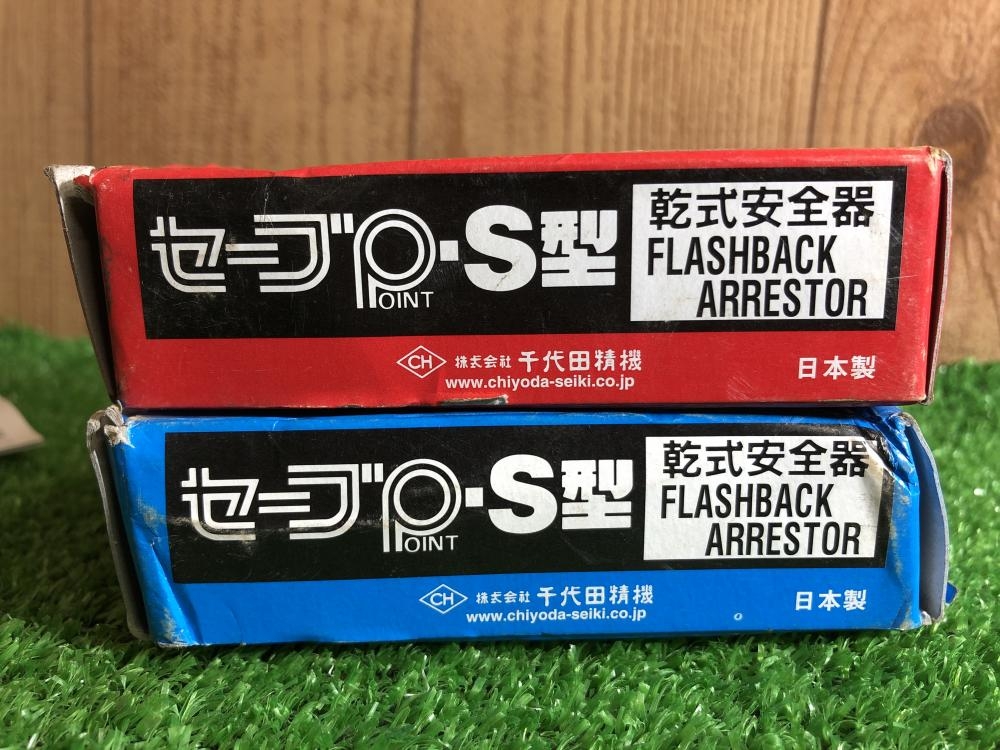 セーブPOINT・S型
乾式安全器
FLASHBACK
ARRESTOR
CH 株式会社 千代田精機
www.chiyoda-seiki.co.jp
日本製
セーブPOINT・S型
乾式安全器
FLASHBACK
ARRESTOR
CH 株式会社 千代田精機
www.chiyoda-seiki.co.jp
日本製